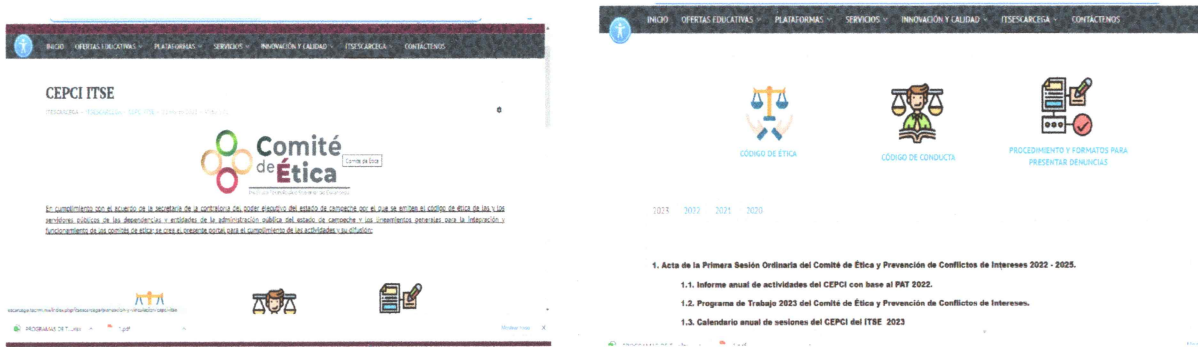 INICIO OFERTAS EDUCATIVAS PLATAFORMAS SERVICIOS INNOVACIÓN Y CALIDAD ITSESCARCEGA CONTÁCTENOS
CEPCI ITSE
Comité
de Ética
Comité de Ética
En cumplimiento con el acuerdo de la secretaria de la contraloria del poder ejecutivo del estado de campeche por el que se emiten el código de ética de las y los
servidores públicos de las dependencias y entidades de la administración pública del estado de campeche y los lineamientos generales para la integración y
funcionamiento de los comités de ética; se crea el presente portal para el cumplimiento de las actividades y su difusión:
INICIO OFERTAS EDUCATIVAS PLATAFORMAS SERVICIOS INNOVACIÓN Y CALIDAD ITSESCARCEGA CONTÁCTENOS
CÓDIGO DE ÉTICA
CÓDIGO DE CONDUCTA
PROCEDIMIENTO Y FORMATOS PARA
PRESENTAR DENUNCIAS
2023 2022 2021 2020
1. Acta de la Primera Sesión Ordinaria del Comité de Ética y Prevención de Conflictos de Intereses 2022 - 2025.
1.1. Informe anual de actividades del CEPCI con base al PAT 2022.
1.2. Programa de Trabajo 2023 del Comité de Ética y Prevención de Conflictos de Intereses.
1.3. Calendario anual de sesiones del CEPCI del ITSE 2023